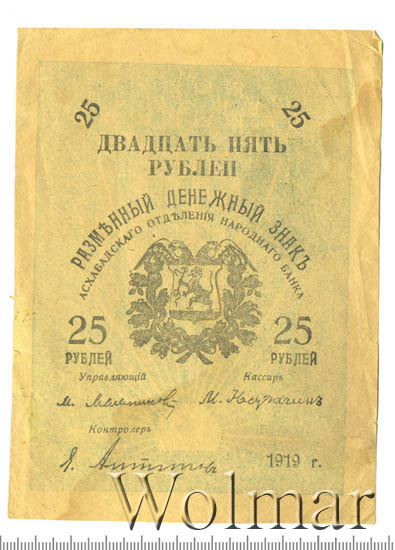 25 25
ДВАДЦАТЬ ПЯТЬ
РУБЛЕЙ
РАЗМѢННЫЙ ДЕНЕЖНЫЙ ЗНАКЪ
АСХАБАДСКАГО ОТДѢЛЕНІЯ НАРОДНАГО БАНКА
25 25
РУБЛЕЙ РУБЛЕЙ
Управляющій Кассиръ
М.
Контролеръ
1919 г.
Wolmar